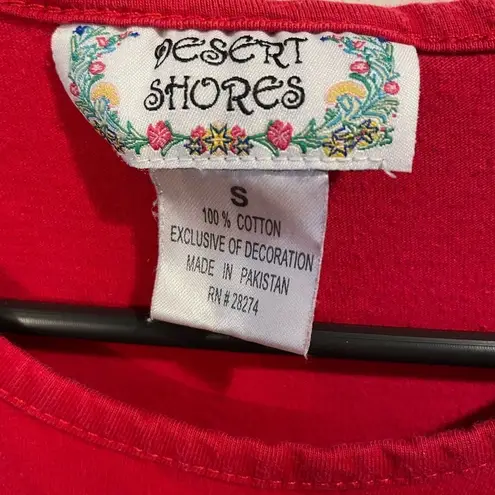 DESERT
SHORES
S
100% COTTON
EXCLUSIVE OF DECORATION
MADE IN PAKISTAN
RN # 28274